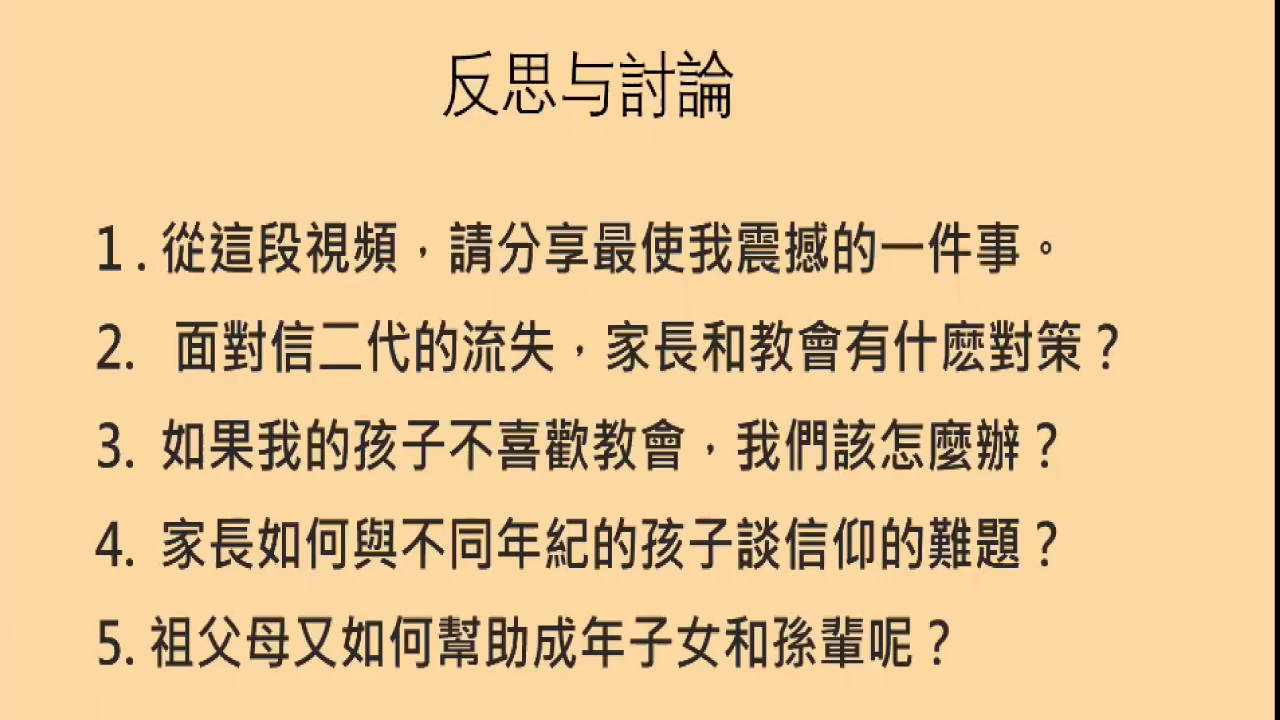 反思与討論
1. 從這段視頻，請分享最使我震撼的一件事。
2. 面對信二代的流失，家長和教會有什麽對策？
3. 如果我的孩子不喜歡教會，我們該怎麼辦？
4. 家長如何與不同年紀的孩子談信仰的難題？
5. 祖父母又如何幫助成年子女和孫輩呢？